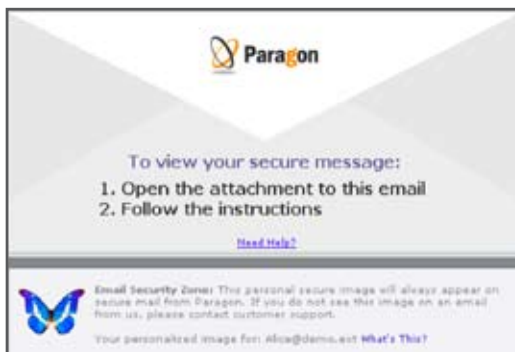 Paragon
To view your secure message:
1. Open the attachment to this email
2. Follow the instructions
Need Help?
Email Security Zone: This personal secure image will always appear on
secure mail from Paragon. If you do not see this image on an email
from us, please contact customer support.
Your personalized image for: Alice@demo.ext What's This?